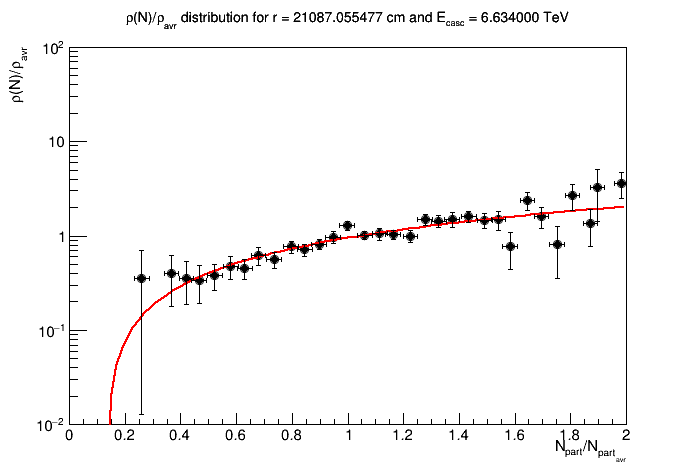 ρ(N)/ρavr distribution for r = 21087.055477 cm and Ecasc = 6.634000 TeV
ρ(N)/ρavr
10²
10
1
10⁻¹
10⁻²
0 0.2 0.4 0.6 0.8 1 1.2 1.4 1.6 1.8 2
Npart/Npartavr